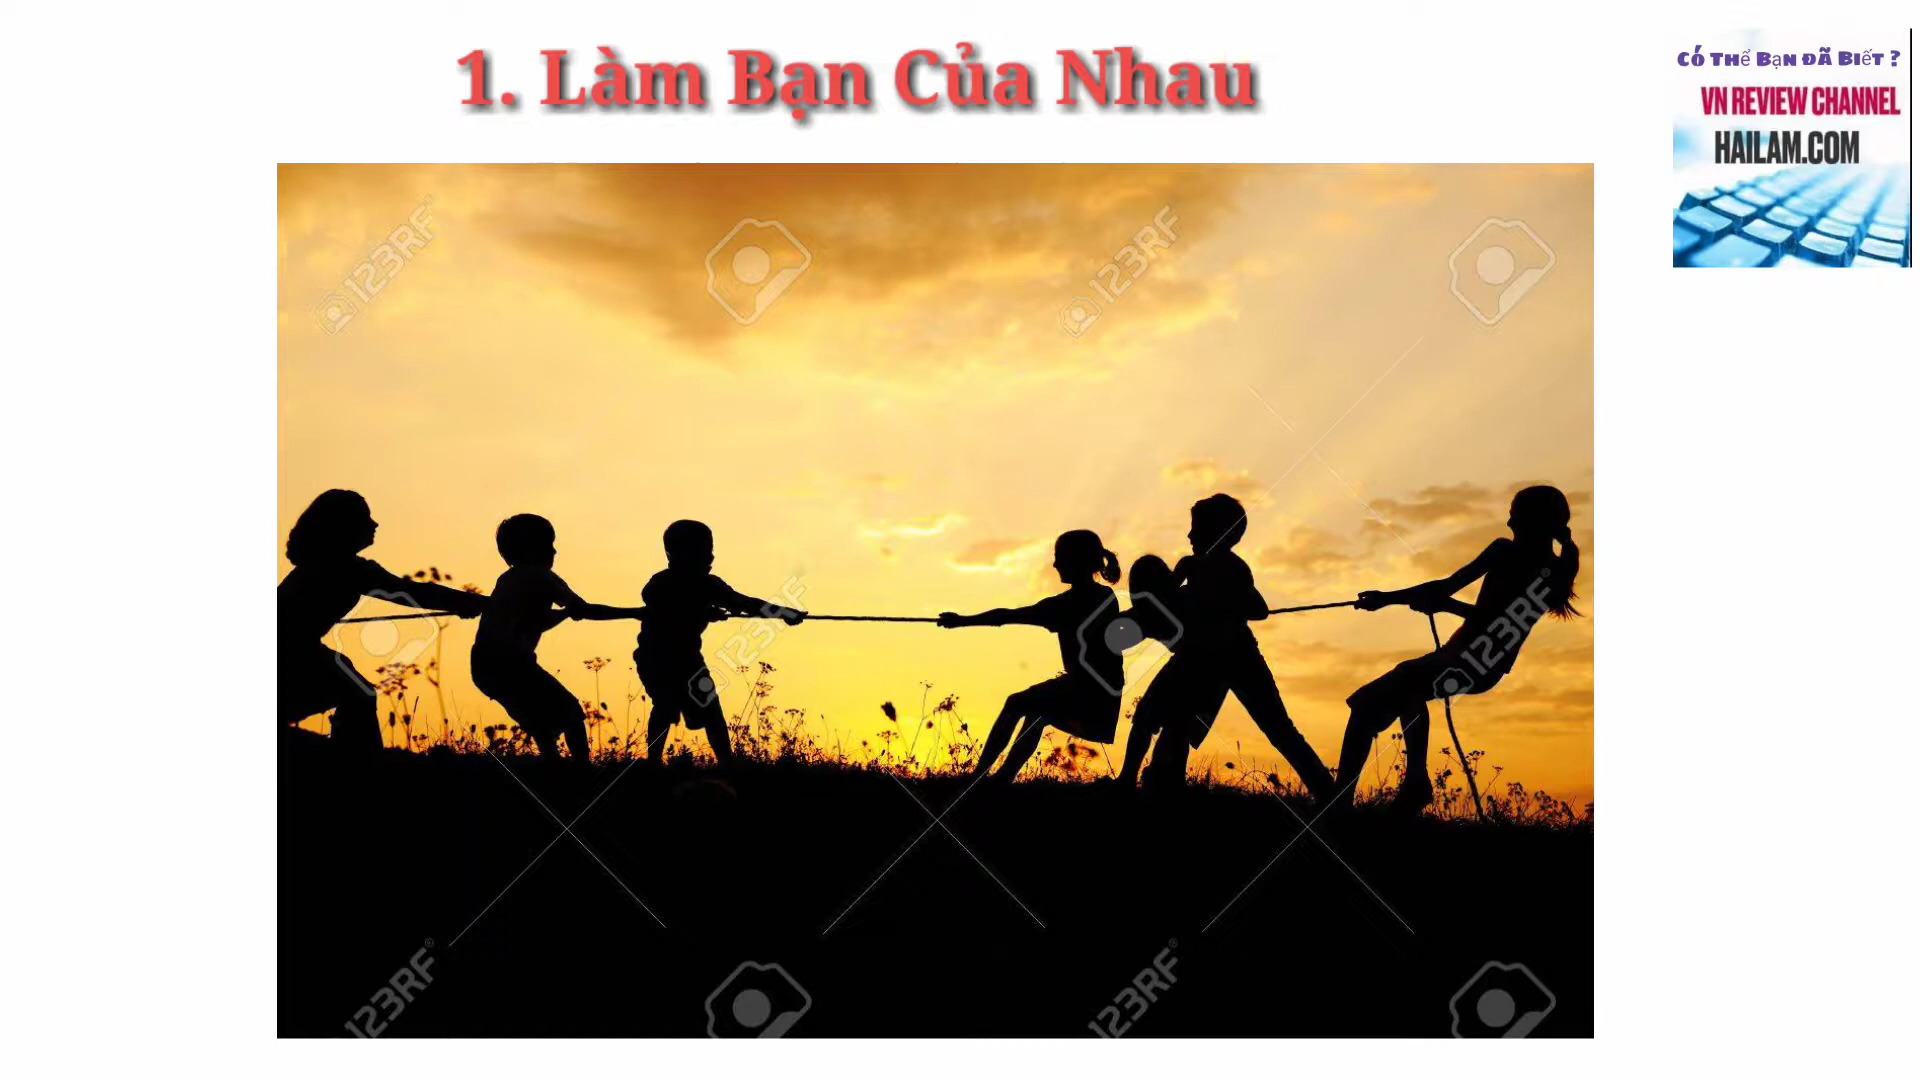 1. Làm Bạn Của Nhau
Có Thể Bạn Đã Biết ?
VN REVIEW CHANNEL
HAILAM.COM
123RF
123RF
123RF
123RF
123RF
123RF